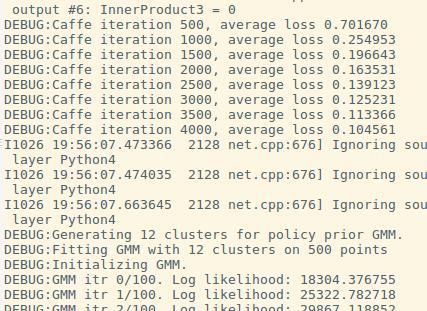 output #6: InnerProduct3 = 0
DEBUG:Caffe iteration 500, average loss 0.701670
DEBUG:Caffe iteration 1000, average loss 0.254953
DEBUG:Caffe iteration 1500, average loss 0.196643
DEBUG:Caffe iteration 2000, average loss 0.163531
DEBUG:Caffe iteration 2500, average loss 0.139123
DEBUG:Caffe iteration 3000, average loss 0.125231
DEBUG:Caffe iteration 3500, average loss 0.113366
DEBUG:Caffe iteration 4000, average loss 0.104561
I1026 19:56:07.473366  2128 net.cpp:676] Ignoring sou
layer Python4
I1026 19:56:07.474035  2128 net.cpp:676] Ignoring sou
layer Python4
I1026 19:56:07.663645  2128 net.cpp:676] Ignoring sou
layer Python4
DEBUG:Generating 12 clusters for policy prior GMM.
DEBUG:Fitting GMM with 12 clusters on 500 points
DEBUG:Initializing GMM.
DEBUG:GMM itr 0/100. Log likelihood: 18304.376755
DEBUG:GMM itr 1/100. Log likelihood: 25322.782718
DEBUG:GMM itr 2/100. Log likelihood: 29867.118852